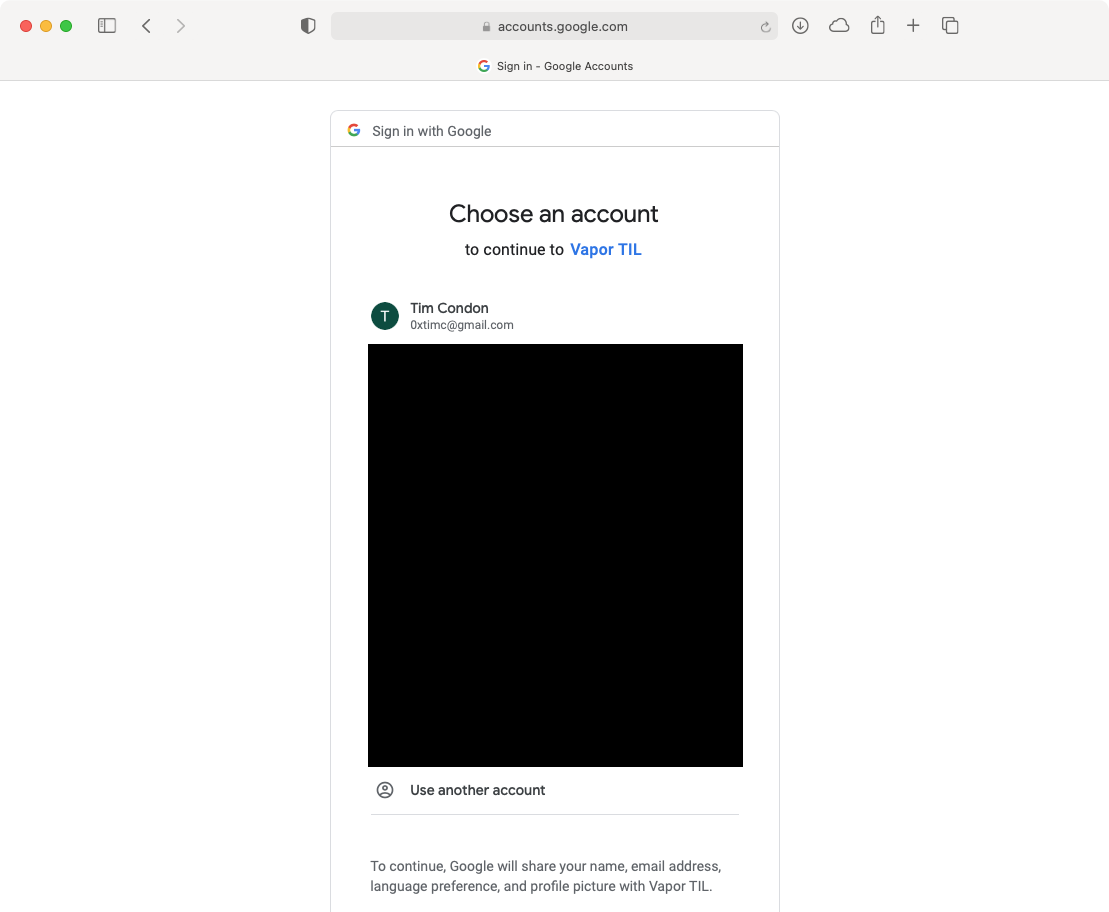 accounts.google.com
Sign in - Google Accounts
Sign in with Google
Choose an account
to continue to Vapor TIL
T
Tim Condon
0xtimc@gmail.com
Use another account
To continue, Google will share your name, email address,
language preference, and profile picture with Vapor TIL.